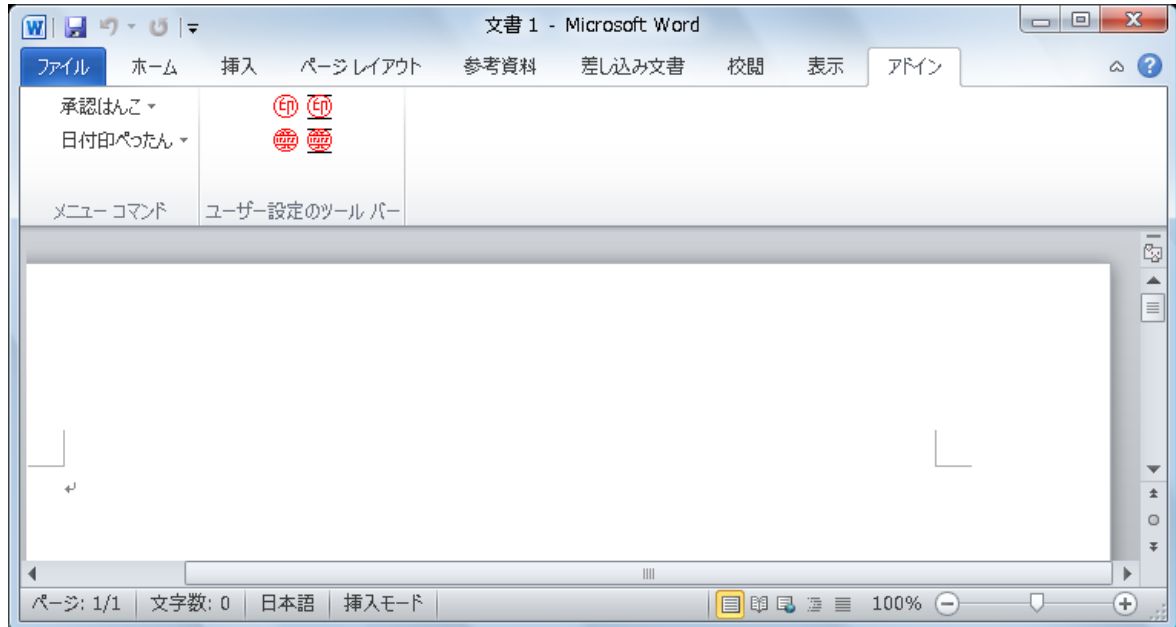 文書 1 - Microsoft Word
ファイル ホーム 挿入 ページ レイアウト 参考資料 差し込み文書 校閲 表示 アドイン
承認はんこ
印 印
日付印ぺったん
メニュー コマンド ユーザー設定のツール バー
ページ: 1/1 文字数: 0 日本語 挿入モード 100%